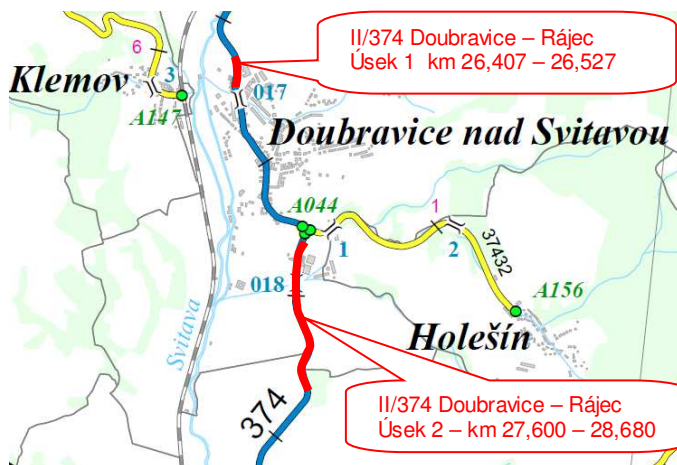 II/374 Doubravice – Rájec
Úsek 1 km 26,407 – 26,527
6
Klemov
3
A147
017
Doubravice nad Svitavou
A044
1
1
2
37432
018
A156
Svitava
Holešín
374
II/374 Doubravice – Rájec
Úsek 2 – km 27,600 – 28,680